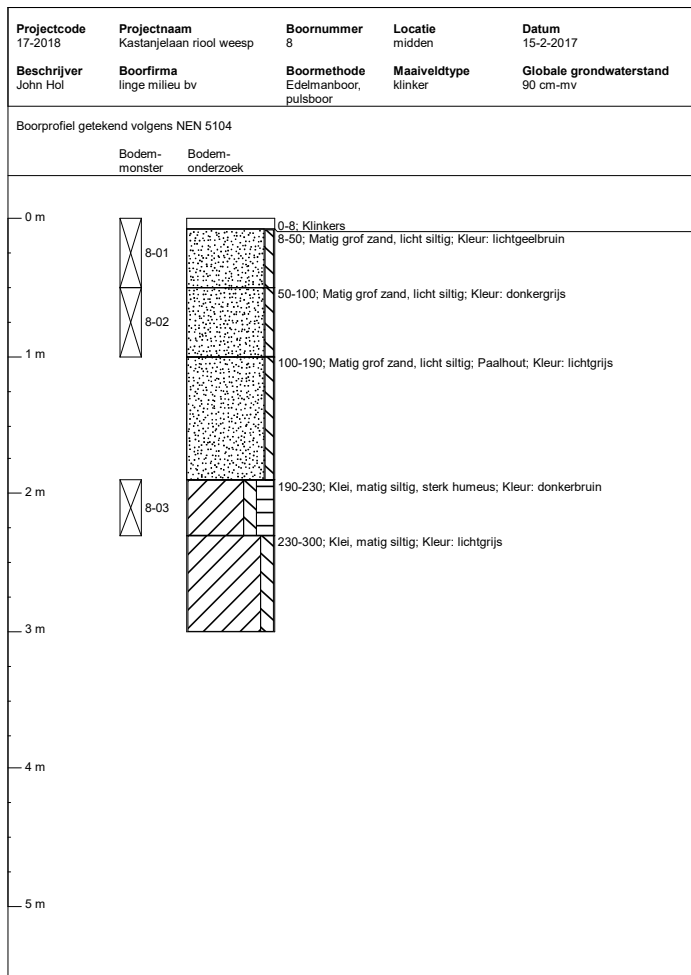 Projectcode Projectnaam Boornummer Locatie Datum
17-2018 Kastanjelaan riool weesp 8 midden 15-2-2017
Beschrijver Boorfirma Boormethode Maaiveldtype Globale grondwaterstand
John Hol linge milieu bv Edelmanboor, klinker 90 cm-mv
pulsboor
Boorprofiel getekend volgens NEN 5104
Bodem- Bodem-
monster onderzoek
0 m
0-8; Klinkers
8-50; Matig grof zand, licht siltig; Kleur: lichtgeelbruin
8-01
50-100; Matig grof zand, licht siltig; Kleur: donkergrijs
8-02
1 m
100-190; Matig grof zand, licht siltig; Paalhout; Kleur: lichtgrijs
190-230; Klei, matig siltig, sterk humeus; Kleur: donkerbruin
2 m
8-03
230-300; Klei, matig siltig; Kleur: lichtgrijs
3 m
4 m
5 m